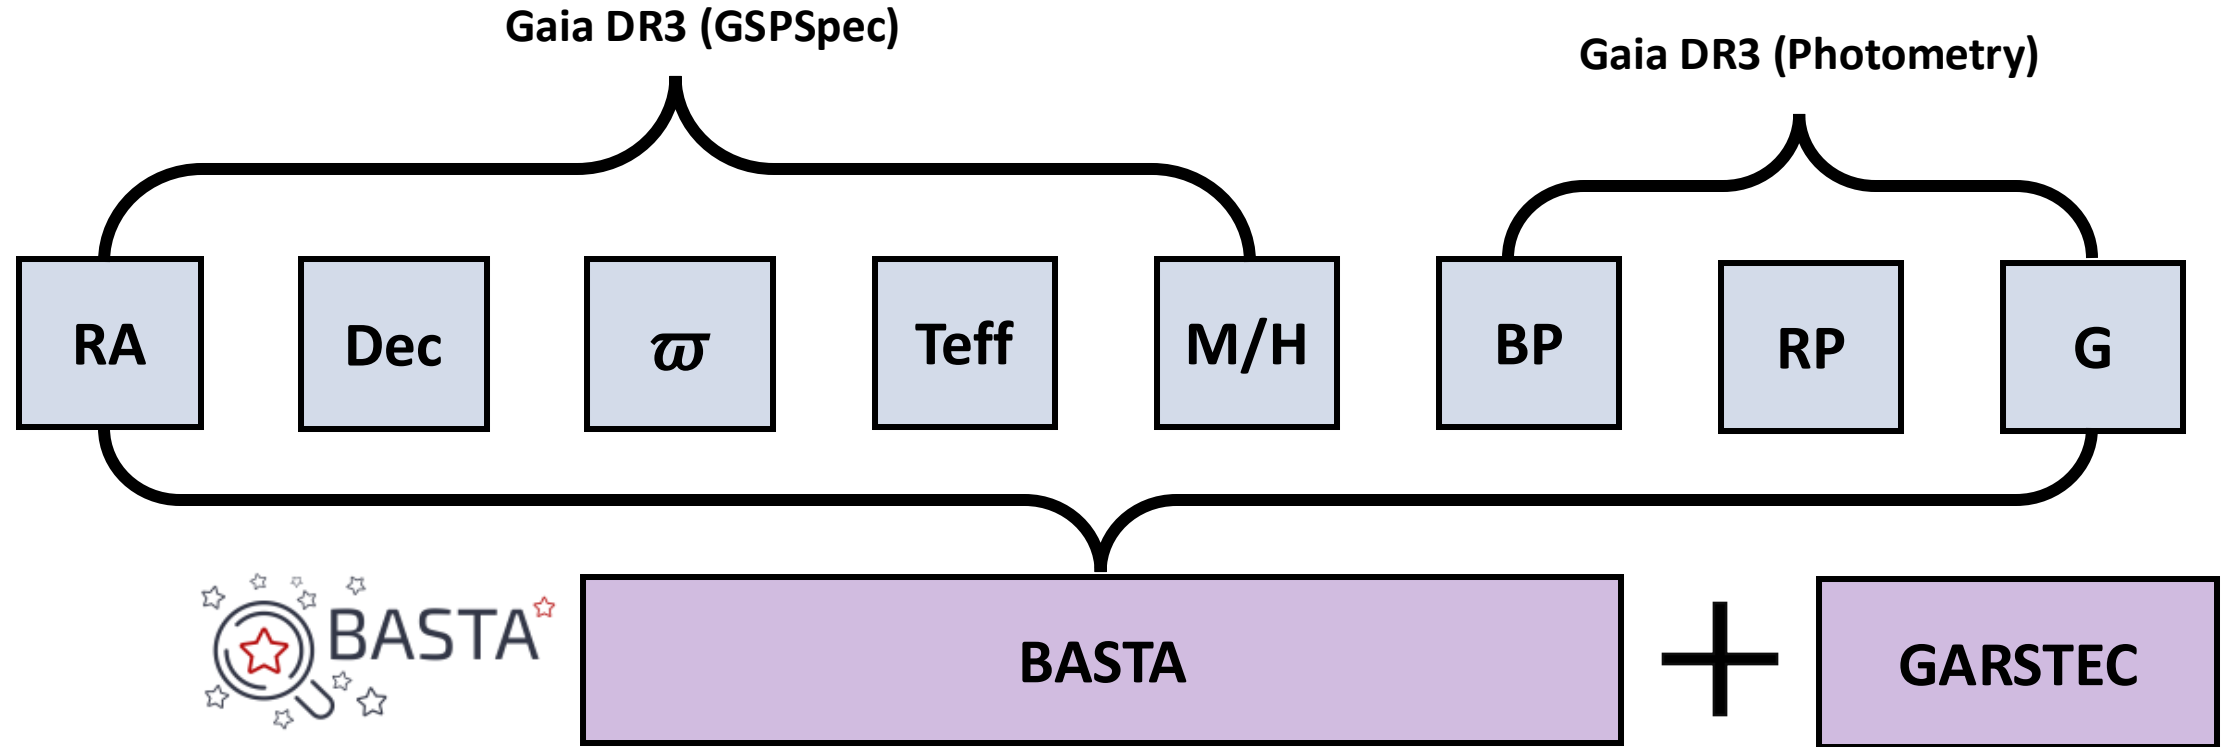 Gaia DR3 (GSPSpec)
Gaia DR3 (Photometry)
RA Dec ϖ Teff M/H BP RP G
BASTA
BASTA
GARSTEC